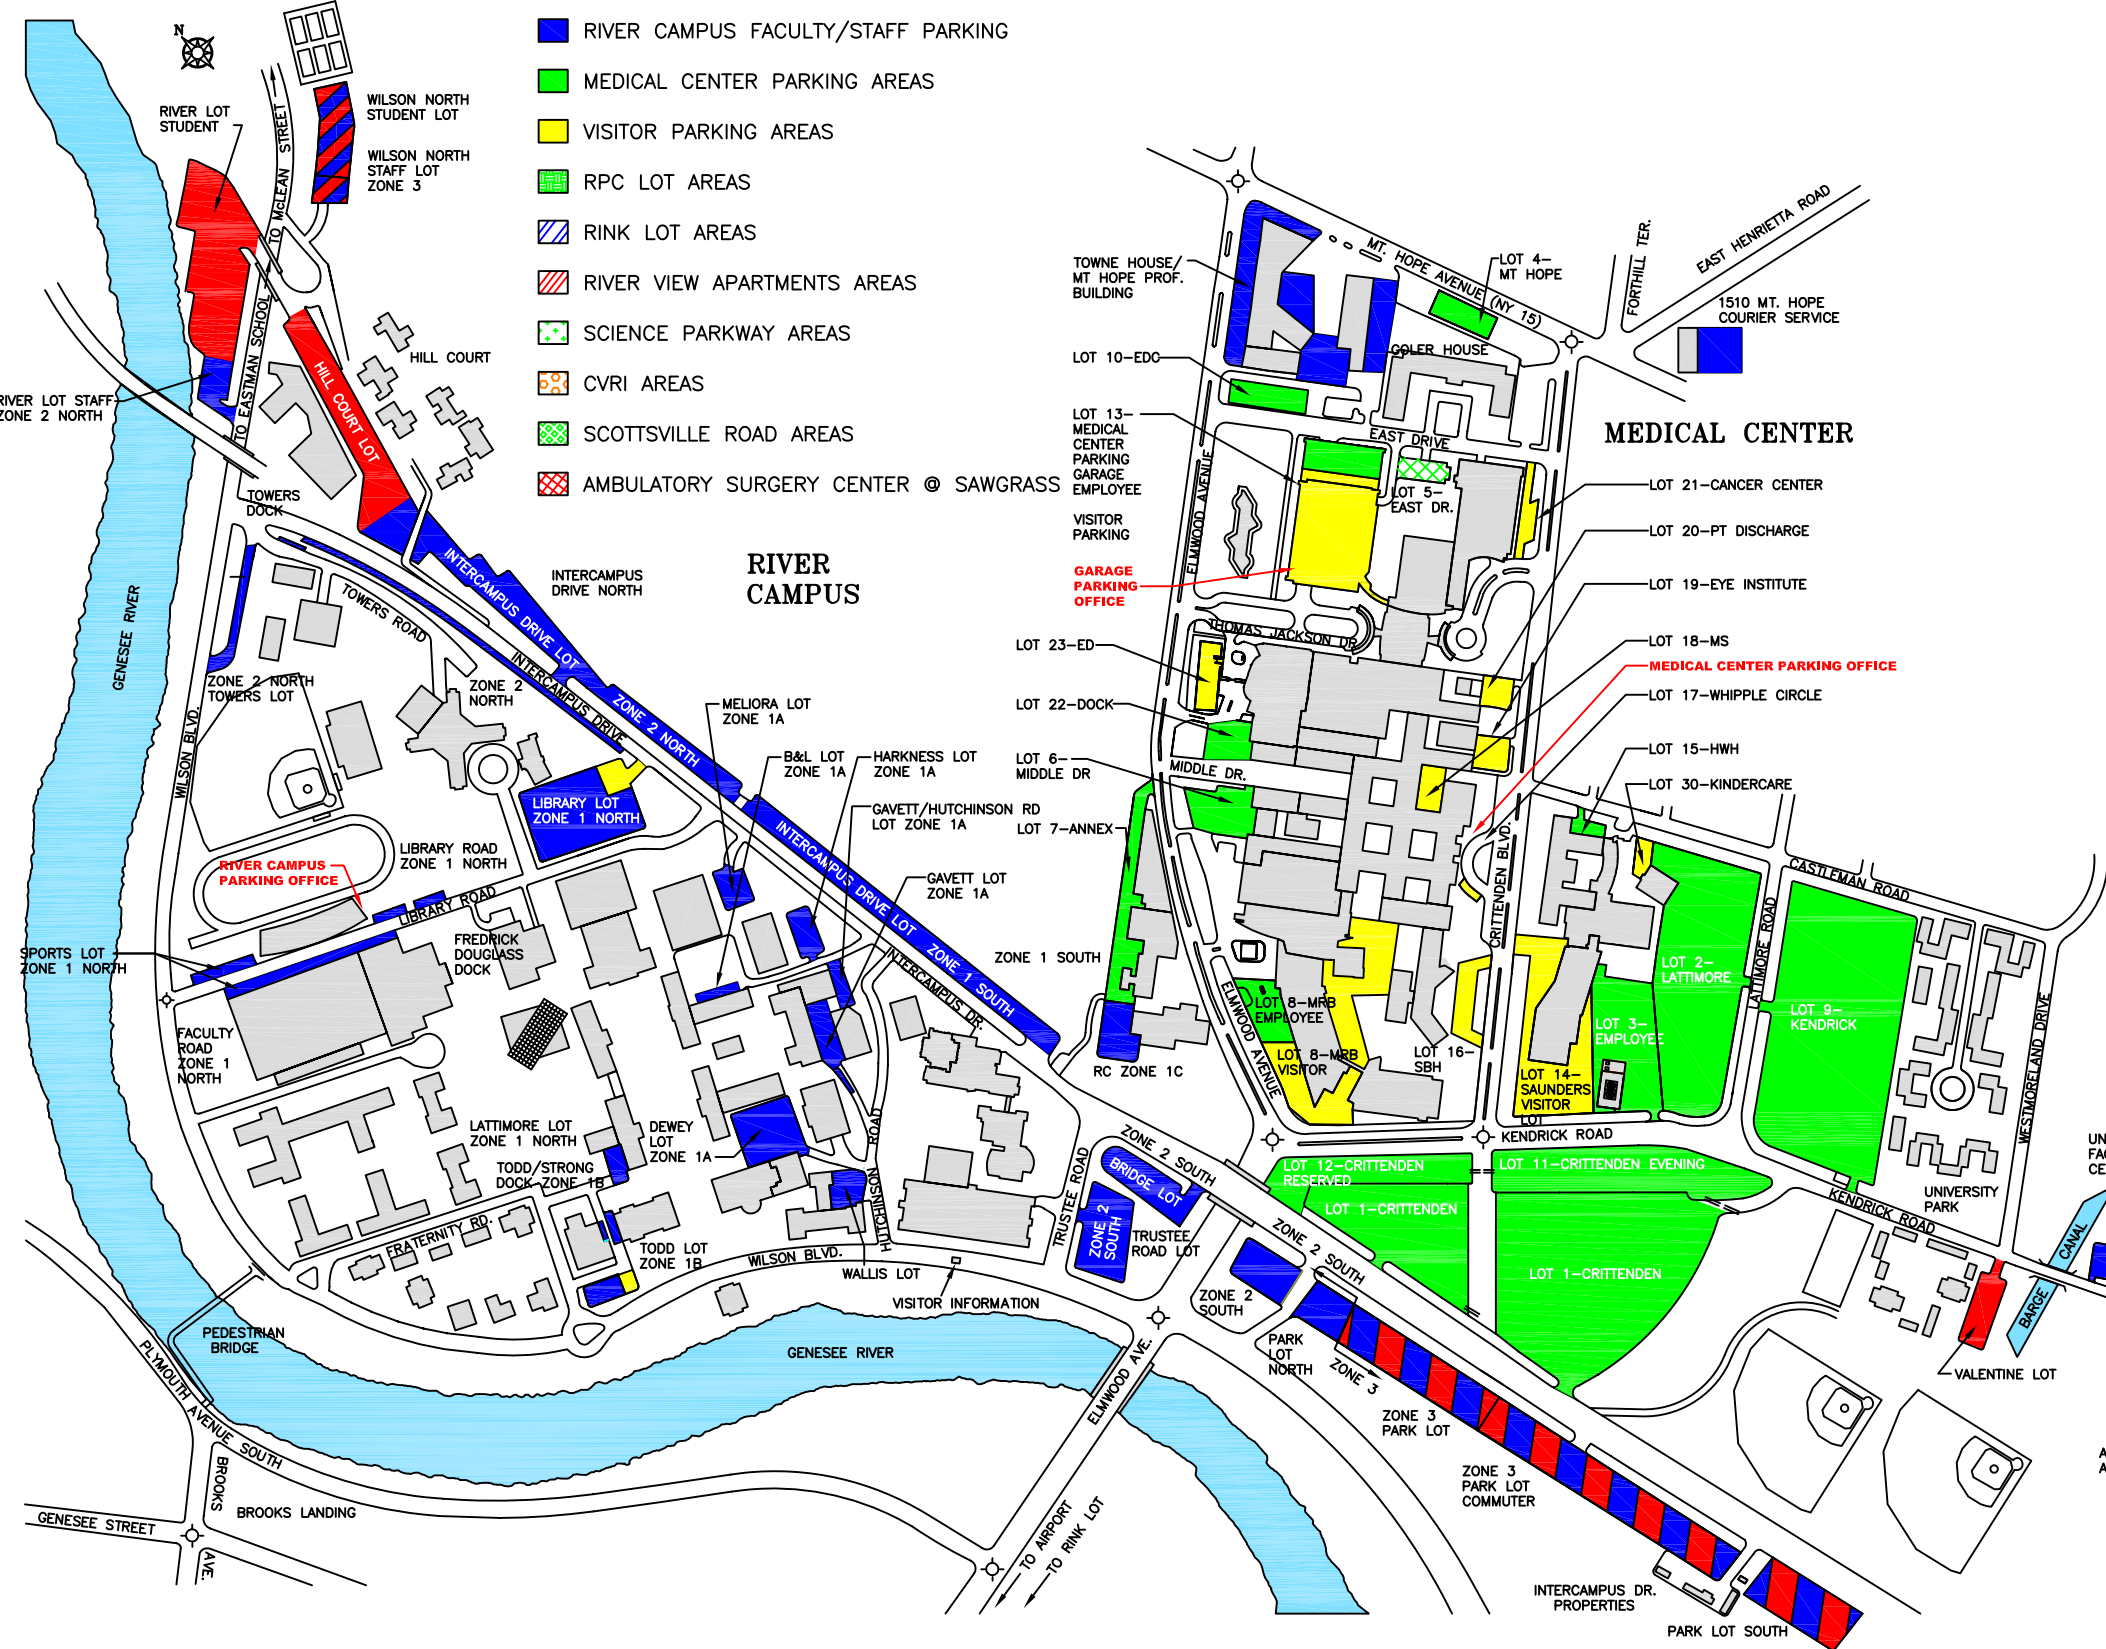 N
RIVER CAMPUS FACULTY/STAFF PARKING
MEDICAL CENTER PARKING AREAS
VISITOR PARKING AREAS
RPC LOT AREAS
RINK LOT AREAS
RIVER VIEW APARTMENTS AREAS
SCIENCE PARKWAY AREAS
CVRI AREAS
SCOTTSVILLE ROAD AREAS
AMBULATORY SURGERY CENTER @ SAWGRASS
RIVER LOT
STUDENT
WILSON NORTH
STUDENT LOT
WILSON NORTH
STAFF LOT
ZONE 3
TO McLEAN STREET
TO EASTMAN SCHOOL
HILL COURT
HILL COURT LOT
RIVER LOT STAFF
ZONE 2 NORTH
TOWERS
DOCK
RIVER
CAMPUS
INTERCAMPUS
DRIVE NORTH
INTERCAMPUS DRIVE LOT
ZONE 2 NORTH
INTERCAMPUS DRIVE
TOWERS ROAD
GENESEE RIVER
WILSON BLVD.
ZONE 2 NORTH
TOWERS LOT
ZONE 2
NORTH
MELIORA LOT
ZONE 1A
B&L LOT
ZONE 1A
HARKNESS LOT
ZONE 1A
GAVETT/HUTCHINSON RD
LOT ZONE 1A
GAVETT LOT
ZONE 1A
LIBRARY LOT
ZONE 1 NORTH
LIBRARY ROAD
ZONE 1 NORTH
RIVER CAMPUS
PARKING OFFICE
LIBRARY ROAD
INTERCAMPUS DRIVE LOT
ZONE 1 SOUTH
ZONE 1 SOUTH
INTERCAMPUS DR.
SPORTS LOT
ZONE 1 NORTH
FREDRICK
DOUGLASS
DOCK
FACULTY
ROAD
ZONE 1
NORTH
LATTIMORE LOT
ZONE 1 NORTH
DEWEY
LOT
ZONE 1A
TODD/STRONG
DOCK-ZONE 1B
FRATERNITY RD.
TODD LOT
ZONE 1B
WILSON BLVD.
WALLIS LOT
HUTCHINSON ROAD
VISITOR INFORMATION
TRUSTEE ROAD
ZONE 2 SOUTH
BRIDGE LOT
ZONE 2
SOUTH
TRUSTEE
ROAD LOT
ZONE 2
SOUTH
ZONE 2 SOUTH
PARK
LOT
NORTH
ZONE 3
ZONE 3
PARK LOT
ZONE 3
PARK LOT
COMMUTER
INTERCAMPUS DR.
PROPERTIES
PARK LOT SOUTH
PEDESTRIAN
BRIDGE
GENESEE RIVER
PLYMOUTH AVENUE SOUTH
BROOKS
AVE.
BROOKS LANDING
GENESEE STREET
ELMWOOD AVE.
TO AIRPORT
TO RINK LOT
MEDICAL CENTER
TOWNE HOUSE/
MT HOPE PROF.
BUILDING
MT. HOPE AVENUE (NY 15)
LOT 4-
MT HOPE
FORTHILL TER.
EAST HENRIETTA ROAD
1510 MT. HOPE
COURIER SERVICE
LOT 10-EDC
GOLER HOUSE
LOT 13-
MEDICAL
CENTER
PARKING
GARAGE
EMPLOYEE
VISITOR
PARKING
GARAGE
PARKING
OFFICE
ELMWOOD AVENUE
EAST DRIVE
LOT 5-
EAST DR.
LOT 21-CANCER CENTER
LOT 20-PT DISCHARGE
LOT 19-EYE INSTITUTE
LOT 18-MS
MEDICAL CENTER PARKING OFFICE
LOT 17-WHIPPLE CIRCLE
LOT 15-HWH
LOT 30-KINDERCARE
THOMAS JACKSON DR.
LOT 23-ED
LOT 22-DOCK
LOT 6-
MIDDLE DR
MIDDLE DR.
LOT 7-ANNEX
CRITTENDEN BLVD.
CASTLEMAN ROAD
LATTIMORE ROAD
LOT 2-
LATTIMORE
LOT 9-
KENDRICK
LOT 3-
EMPLOYEE
LOT 8-MRB
EMPLOYEE
LOT 8-MRB
VISITOR
LOT 16-
SBH
LOT 14-
SAUNDERS
VISITOR
LOT
ELMWOOD AVENUE
RC ZONE 1C
KENDRICK ROAD
LOT 12-CRITTENDEN
RESERVED
LOT 11-CRITTENDEN EVENING
LOT 1-CRITTENDEN
LOT 1-CRITTENDEN
KENDRICK ROAD
UNIVERSITY
PARK
WESTMORELAND DRIVE
BARGE CANAL
VALENTINE LOT
UN
FA
CE
A
A